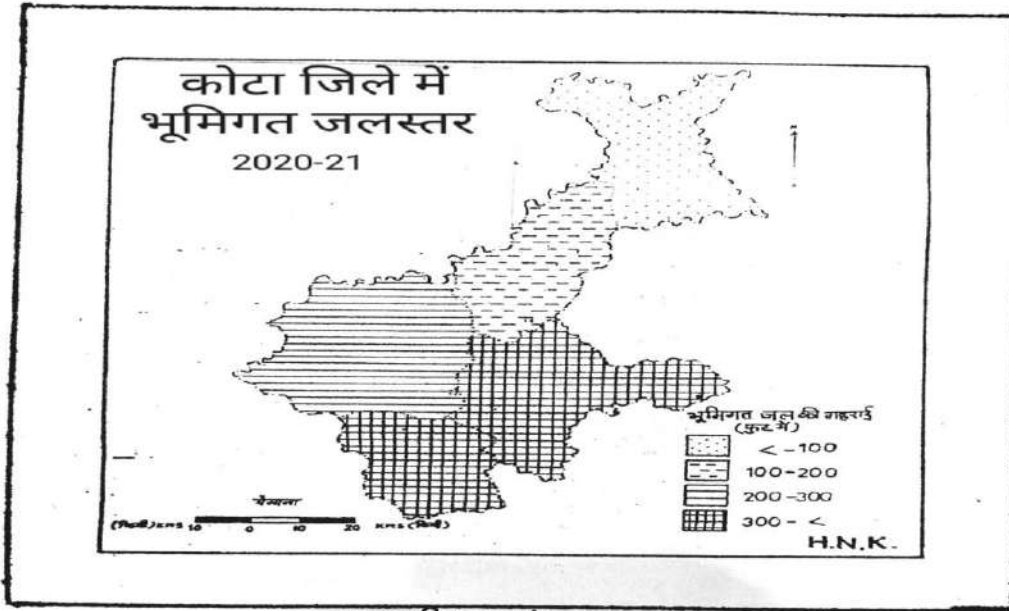 कोटा जिले में
भूमिगत जलस्तर
2020-21
भूमिगत जल की गहराई
(फुट में)
< -100
100-200
200-300
300- <
10 0 10 20 KMS (किमी)
H.N.K.